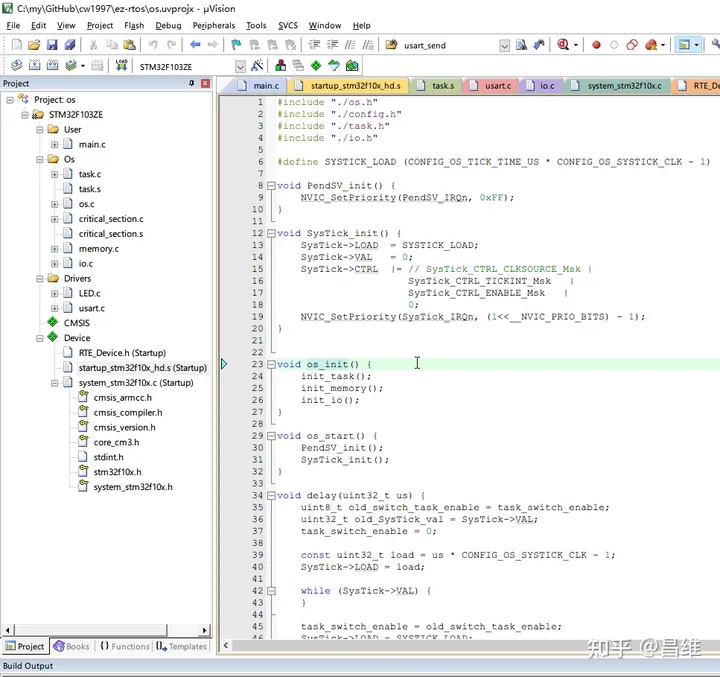 C:\my\GitHub\cw1997\ez-rtos\os.uvprojx - µVision
File Edit View Project Flash Debug Peripherals Tools SVCS Window Help
usart_send
STM32F103ZE
Project
main.c startup_stm32f10x_hd.s task.s usart.c io.c system_stm32f10x.c RTE_De
Project: os
STM32F103ZE
User
main.c
Os
task.c
task.s
os.c
critical_section.c
critical_section.s
memory.c
io.c
Drivers
LED.c
usart.c
CMSIS
Device
RTE_Device.h (Startup)
startup_stm32f10x_hd.s (Startup)
system_stm32f10x.c (Startup)
cmsis_armcc.h
cmsis_compiler.h
cmsis_version.h
core_cm3.h
stdint.h
stm32f10x.h
system_stm32f10x.h
1 #include "./os.h"
2 #include "./config.h"
3 #include "./task.h"
4 #include "./io.h"
5
6 #define SYSTICK_LOAD (CONFIG_OS_TICK_TIME_US * CONFIG_OS_SYSTICK_CLK - 1)
7
8 void PendSV_init() {
9 NVIC_SetPriority(PendSV_IRQn, 0xFF);
10 }
11
12 void SysTick_init() {
13 SysTick->LOAD = SYSTICK_LOAD;
14 SysTick->VAL = 0;
15 SysTick->CTRL |= // SysTick_CTRL_CLKSOURCE_Msk |
16 SysTick_CTRL_TICKINT_Msk |
17 SysTick_CTRL_ENABLE_Msk |
18 0;
19 NVIC_SetPriority(SysTick_IRQn, (1<<__NVIC_PRIO_BITS) - 1);
20 }
21
22
23 void os_init() {
24 init_task();
25 init_memory();
26 init_io();
27 }
28
29 void os_start() {
30 PendSV_init();
31 SysTick_init();
32 }
33
34 void delay(uint32_t us) {
35 uint8_t old_switch_task_enable = task_switch_enable;
36 uint32_t old_SysTick_val = SysTick->VAL;
37 task_switch_enable = 0;
38
39 const uint32_t load = us * CONFIG_OS_SYSTICK_CLK - 1;
40 SysTick->LOAD = load;
41
42 while (SysTick->VAL) {
43 }
44
45 task_switch_enable = old_switch_task_enable;
46 SysTick->LOAD = SYSTICK_LOAD;
Project Books {} Functions Templates
Build Output
知乎 @昌维